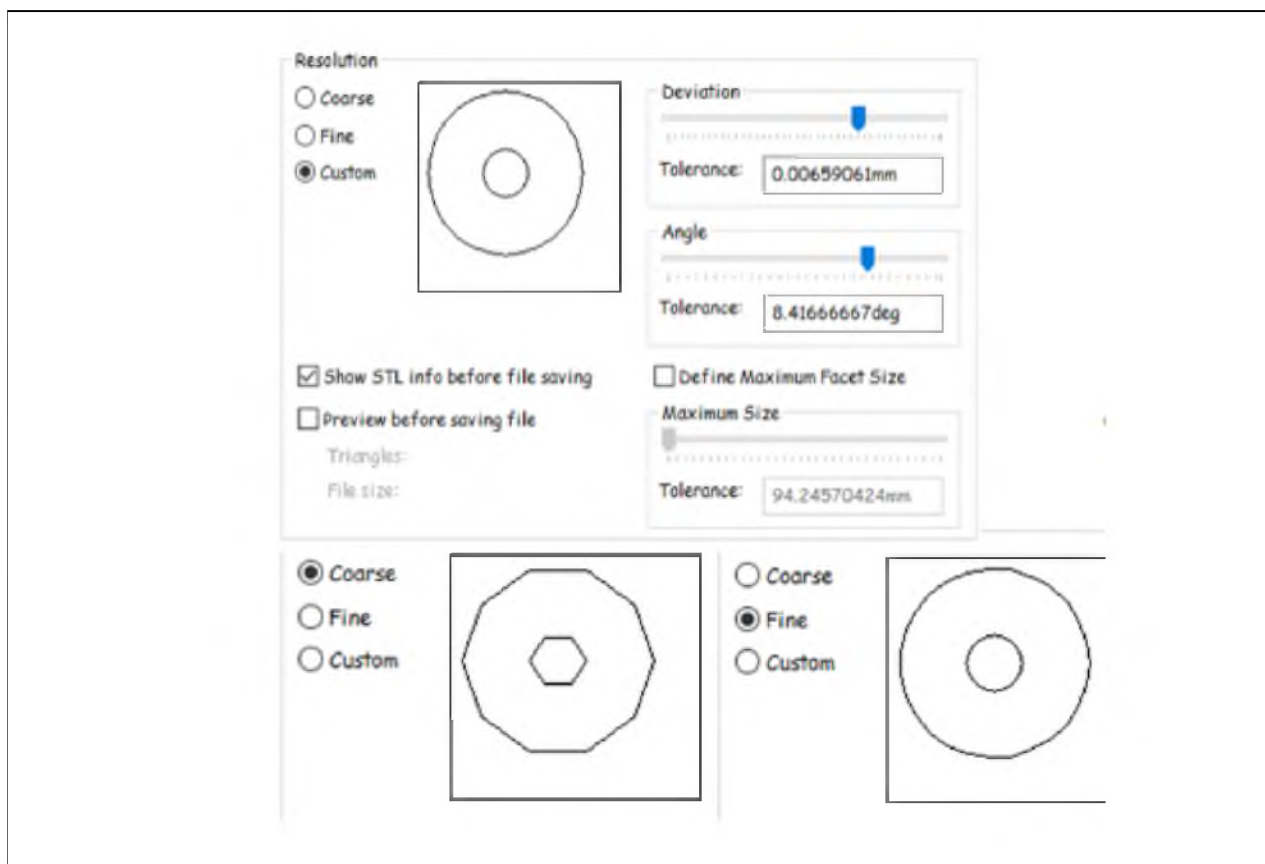 Resolution
Coarse
Fine
Custom
Deviation
Tolerance: 0.00659061mm
Angle
Tolerance: 8.41666667deg
Show STL info before file saving
Preview before saving file
Triangles:
File size:
Define Maximum Facet Size
Maximum Size
Tolerance: 94.24570424mm
Coarse
Fine
Custom
Coarse
Fine
Custom